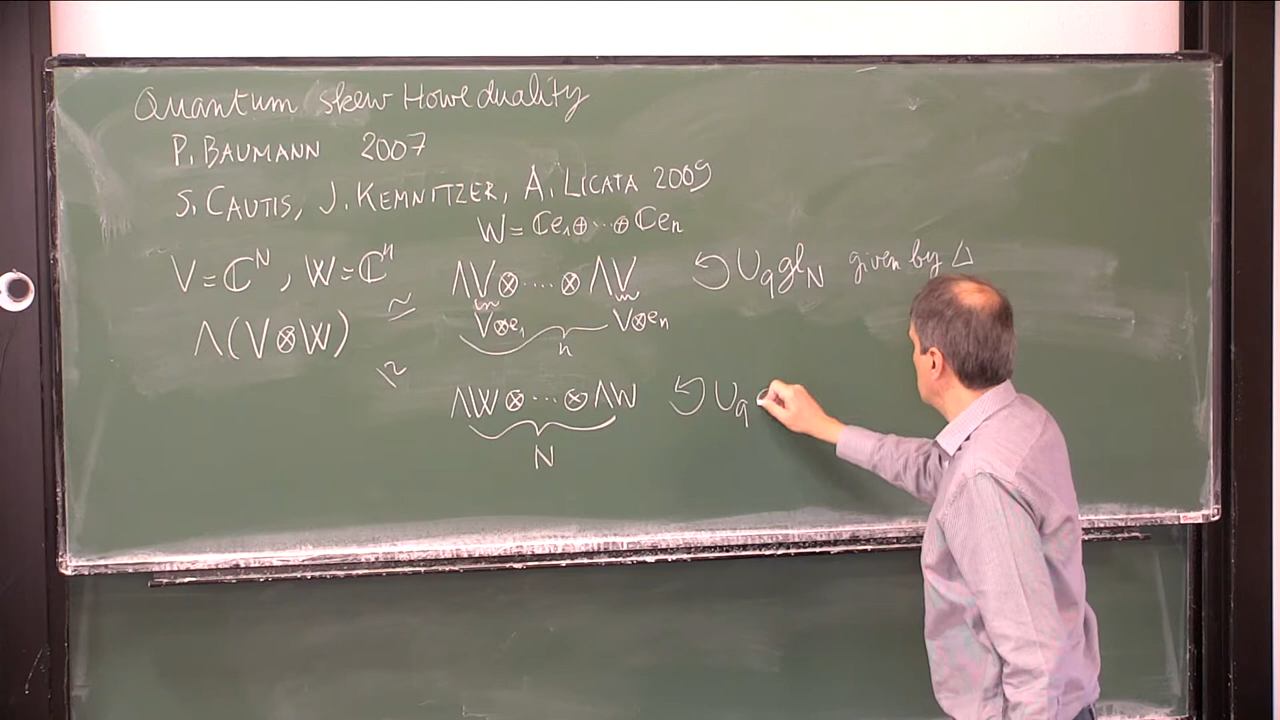 Quantum skew Howe duality
P. BAUMANN 2007
S. CAUTIS, J. KEMNITZER, A. LICATA 2009
W = ℂe₁⊕⋯⊕ℂeₙ
V=ℂᴺ, W=ℂⁿ
ΛV⊗⋯⊗ΛV ↺ U_q gl_N given by Δ
Λ(V⊗W) ≃
V⊗e₁ V⊗eₙ
n
≃
ΛW⊗⋯⊗ΛW ↺ U_q
N